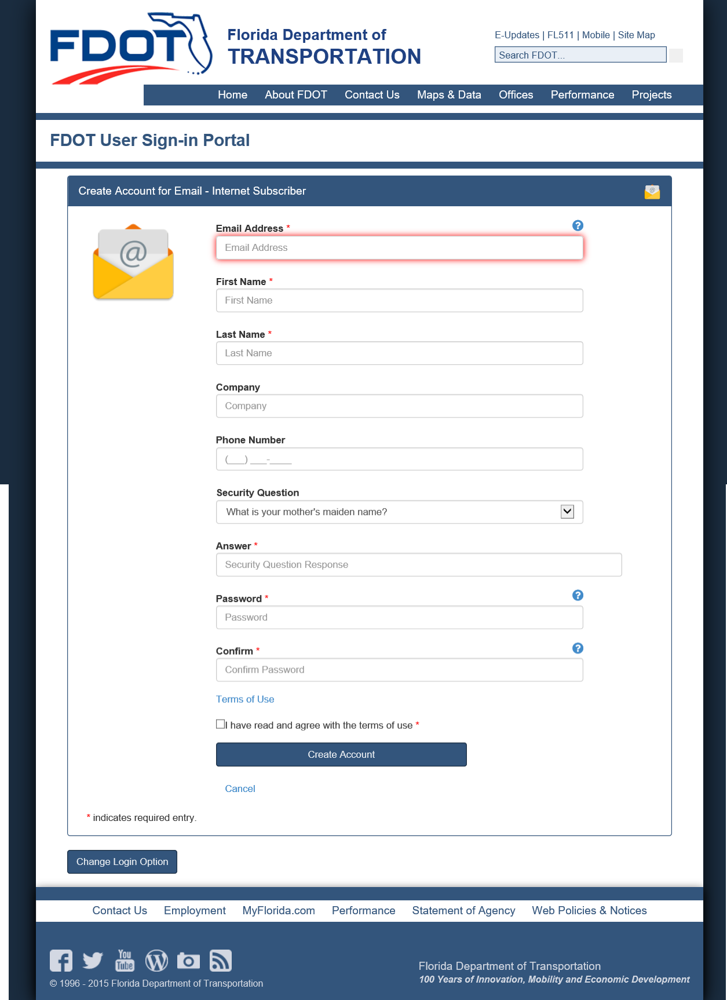 FDOT
Florida Department of
TRANSPORTATION
E-Updates | FL511 | Mobile | Site Map
Search FDOT...
Home About FDOT Contact Us Maps & Data Offices Performance Projects
FDOT User Sign-in Portal
Create Account for Email - Internet Subscriber
@
@
Email Address *
?
Email Address
First Name *
First Name
Last Name *
Last Name
Company
Company
Phone Number
(___) ___-____
Security Question
What is your mother's maiden name?
Answer *
Security Question Response
Password *
?
Password
Confirm *
?
Confirm Password
Terms of Use
I have read and agree with the terms of use *
Create Account
Cancel
* indicates required entry.
Change Login Option
Contact Us Employment MyFlorida.com Performance Statement of Agency Web Policies & Notices
You
Tube
© 1996 - 2015 Florida Department of Transportation
Florida Department of Transportation
100 Years of Innovation, Mobility and Economic Development